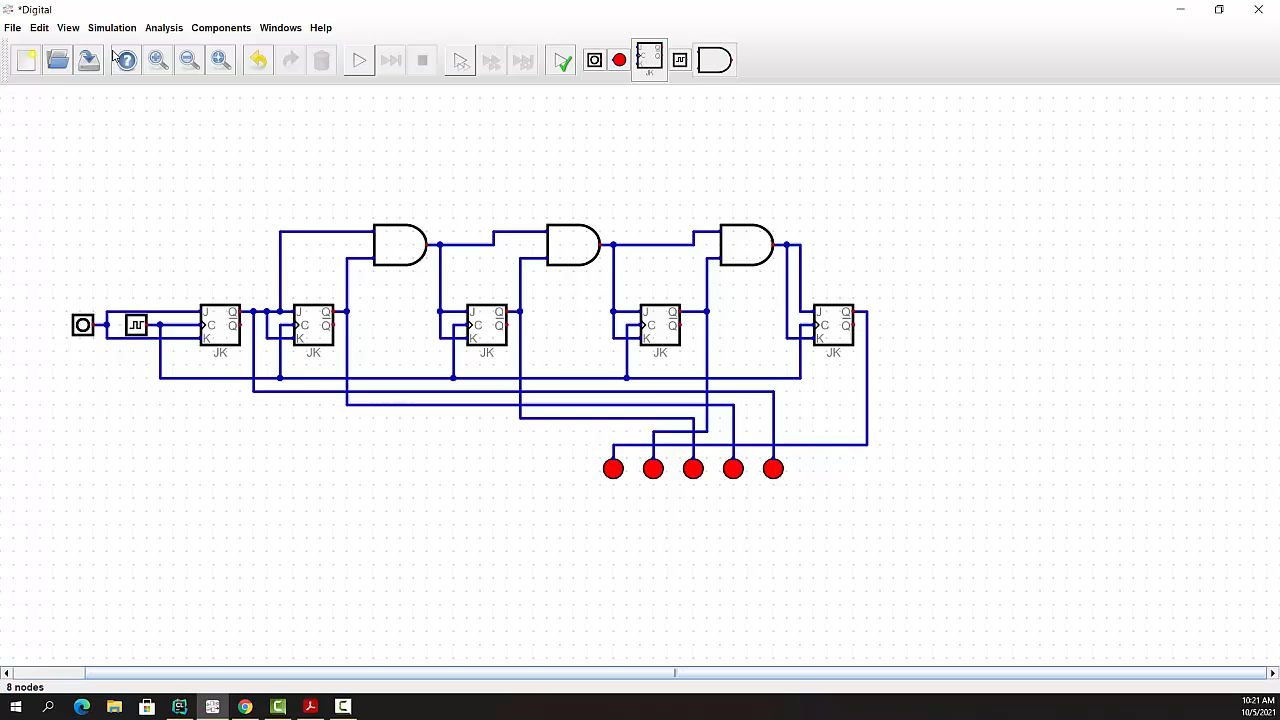 *Digital
File Edit View Simulation Analysis Components Windows Help
J Q
C Q
K
JK
J Q
C Q
K
JK
J Q
C Q
K
JK
J Q
C Q
K
JK
J Q
C Q
K
JK
J Q
C Q
K
JK
8 nodes
10:21 AM
10/5/2021